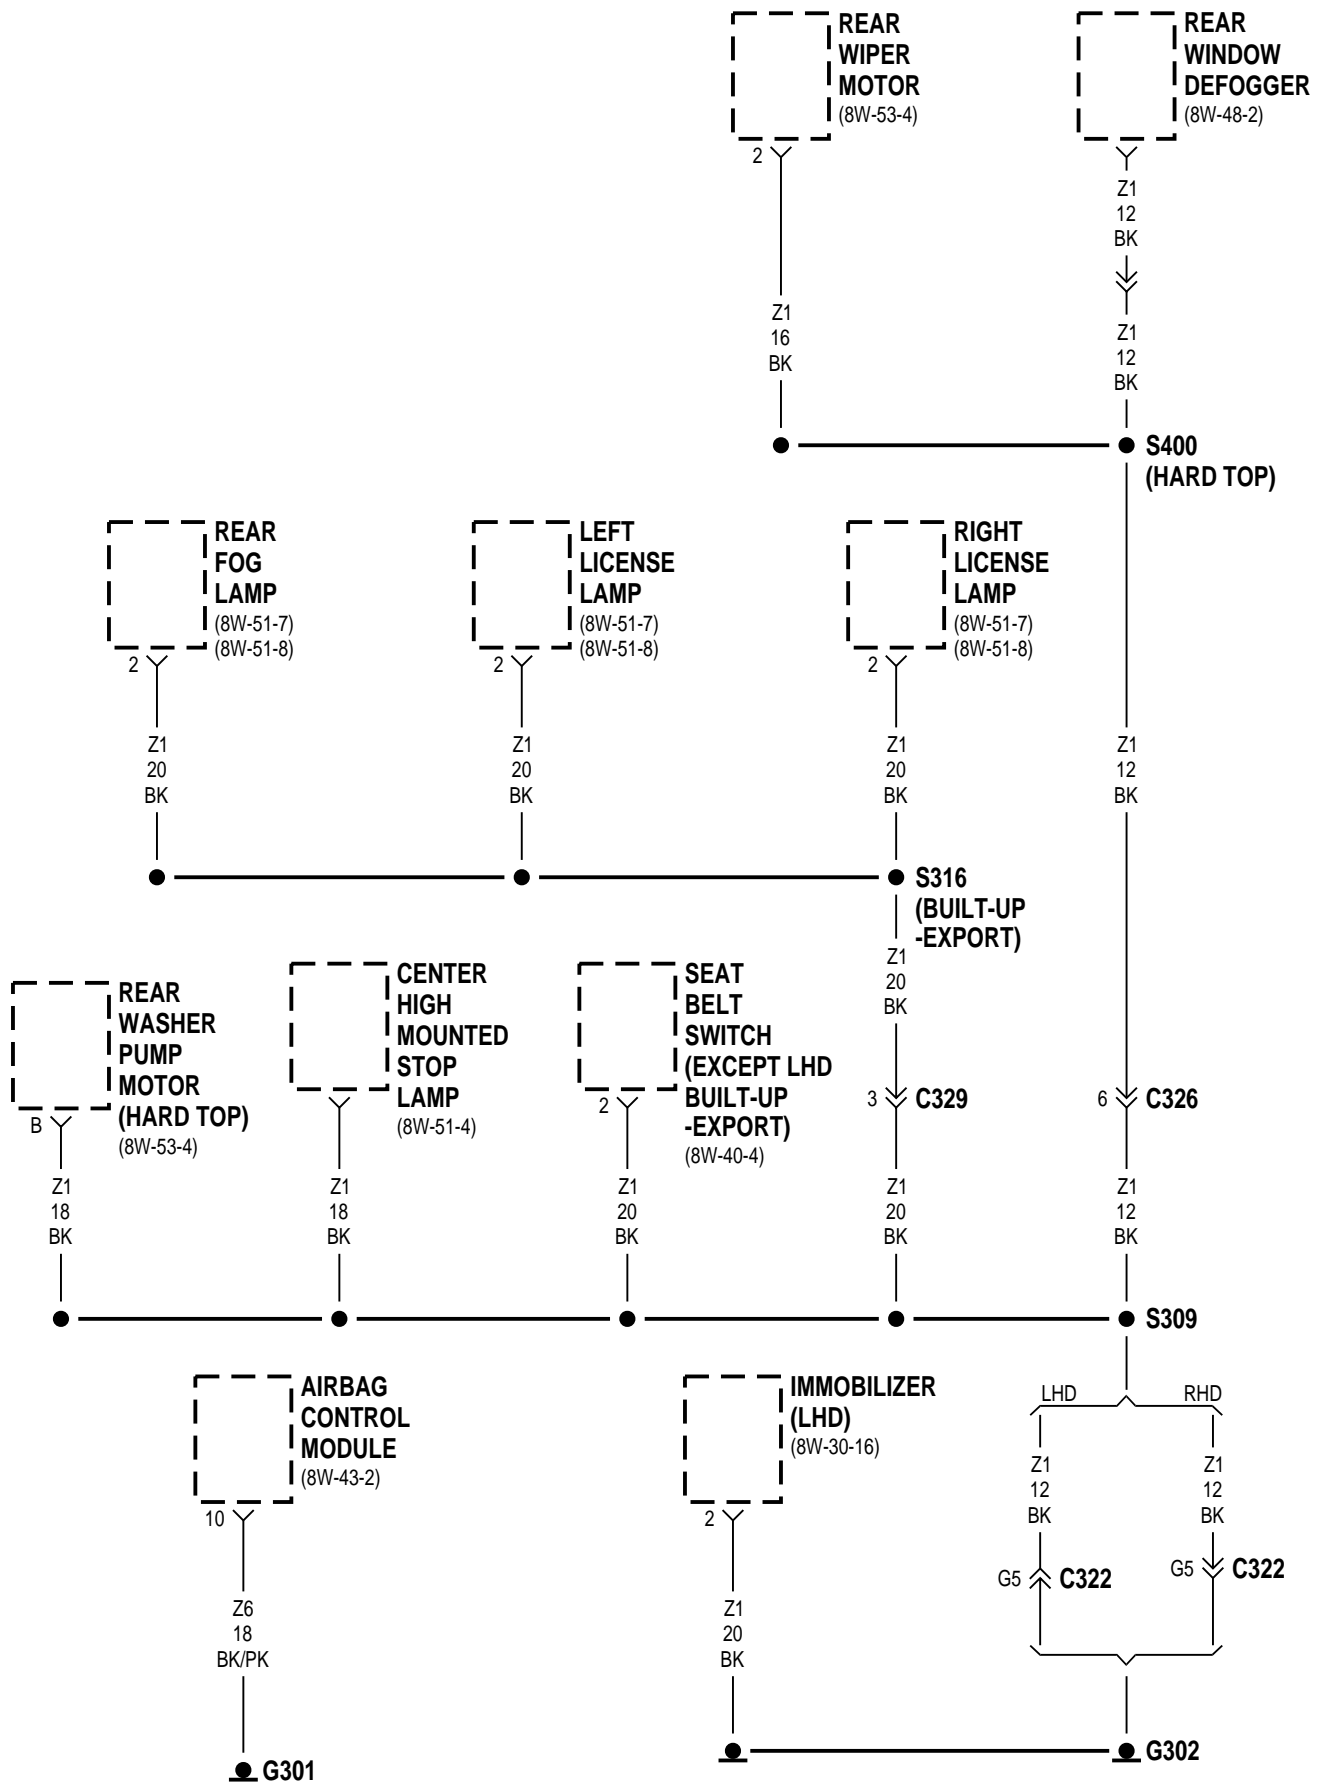 REAR
WIPER
MOTOR
(8W-53-4)
2
REAR
WINDOW
DEFOGGER
(8W-48-2)
Z1
12
BK
Z1
16
BK
Z1
12
BK
S400
(HARD TOP)
REAR
FOG
LAMP
(8W-51-7)
(8W-51-8)
2
LEFT
LICENSE
LAMP
(8W-51-7)
(8W-51-8)
2
RIGHT
LICENSE
LAMP
(8W-51-7)
(8W-51-8)
2
Z1
20
BK
Z1
20
BK
Z1
20
BK
Z1
12
BK
S316
(BUILT-UP
-EXPORT)
Z1
20
BK
REAR
WASHER
PUMP
MOTOR
(HARD TOP)
(8W-53-4)
B
CENTER
HIGH
MOUNTED
STOP
LAMP
(8W-51-4)
SEAT
BELT
SWITCH
(EXCEPT LHD
BUILT-UP
-EXPORT)
(8W-40-4)
2
3 C329
6 C326
Z1
18
BK
Z1
18
BK
Z1
20
BK
Z1
20
BK
Z1
12
BK
S309
AIRBAG
CONTROL
MODULE
(8W-43-2)
10
IMMOBILIZER
(LHD)
(8W-30-16)
2
LHD
RHD
Z1
12
BK
Z1
12
BK
G5 C322
G5 C322
Z6
18
BK/PK
Z1
20
BK
G301
G302